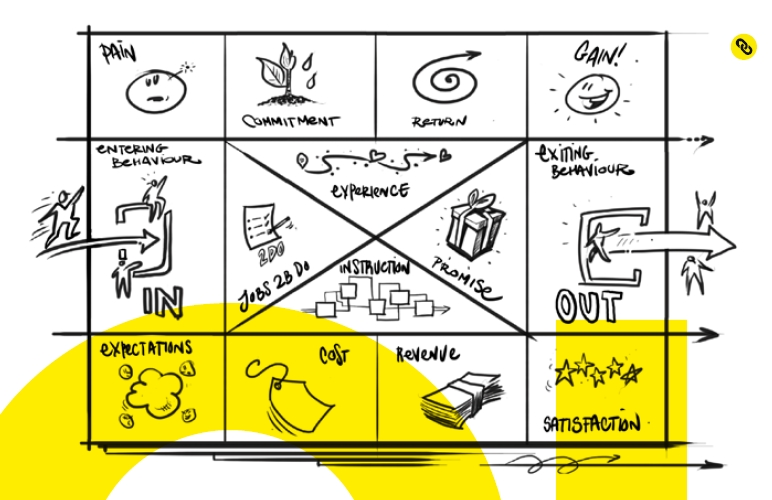 PAIN
COMMITMENT
RETURN
GAIN!
ENTERING
BEHAVIOUR
EXPERIENCE
EXITING
BEHAVIOUR
2DO
JOBS 2B DO
INSTRUCTION
PROMISE
IN
OUT
EXPECTATIONS
COST
REVENUE
SATISFACTION